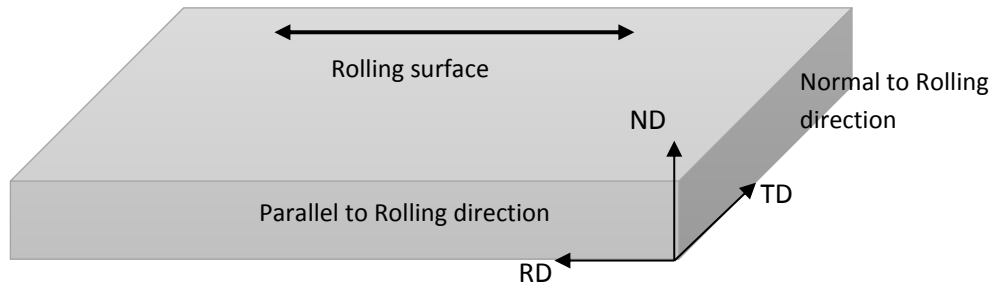 Rolling surface
Normal to Rolling
direction
ND
Parallel to Rolling direction
TD
RD